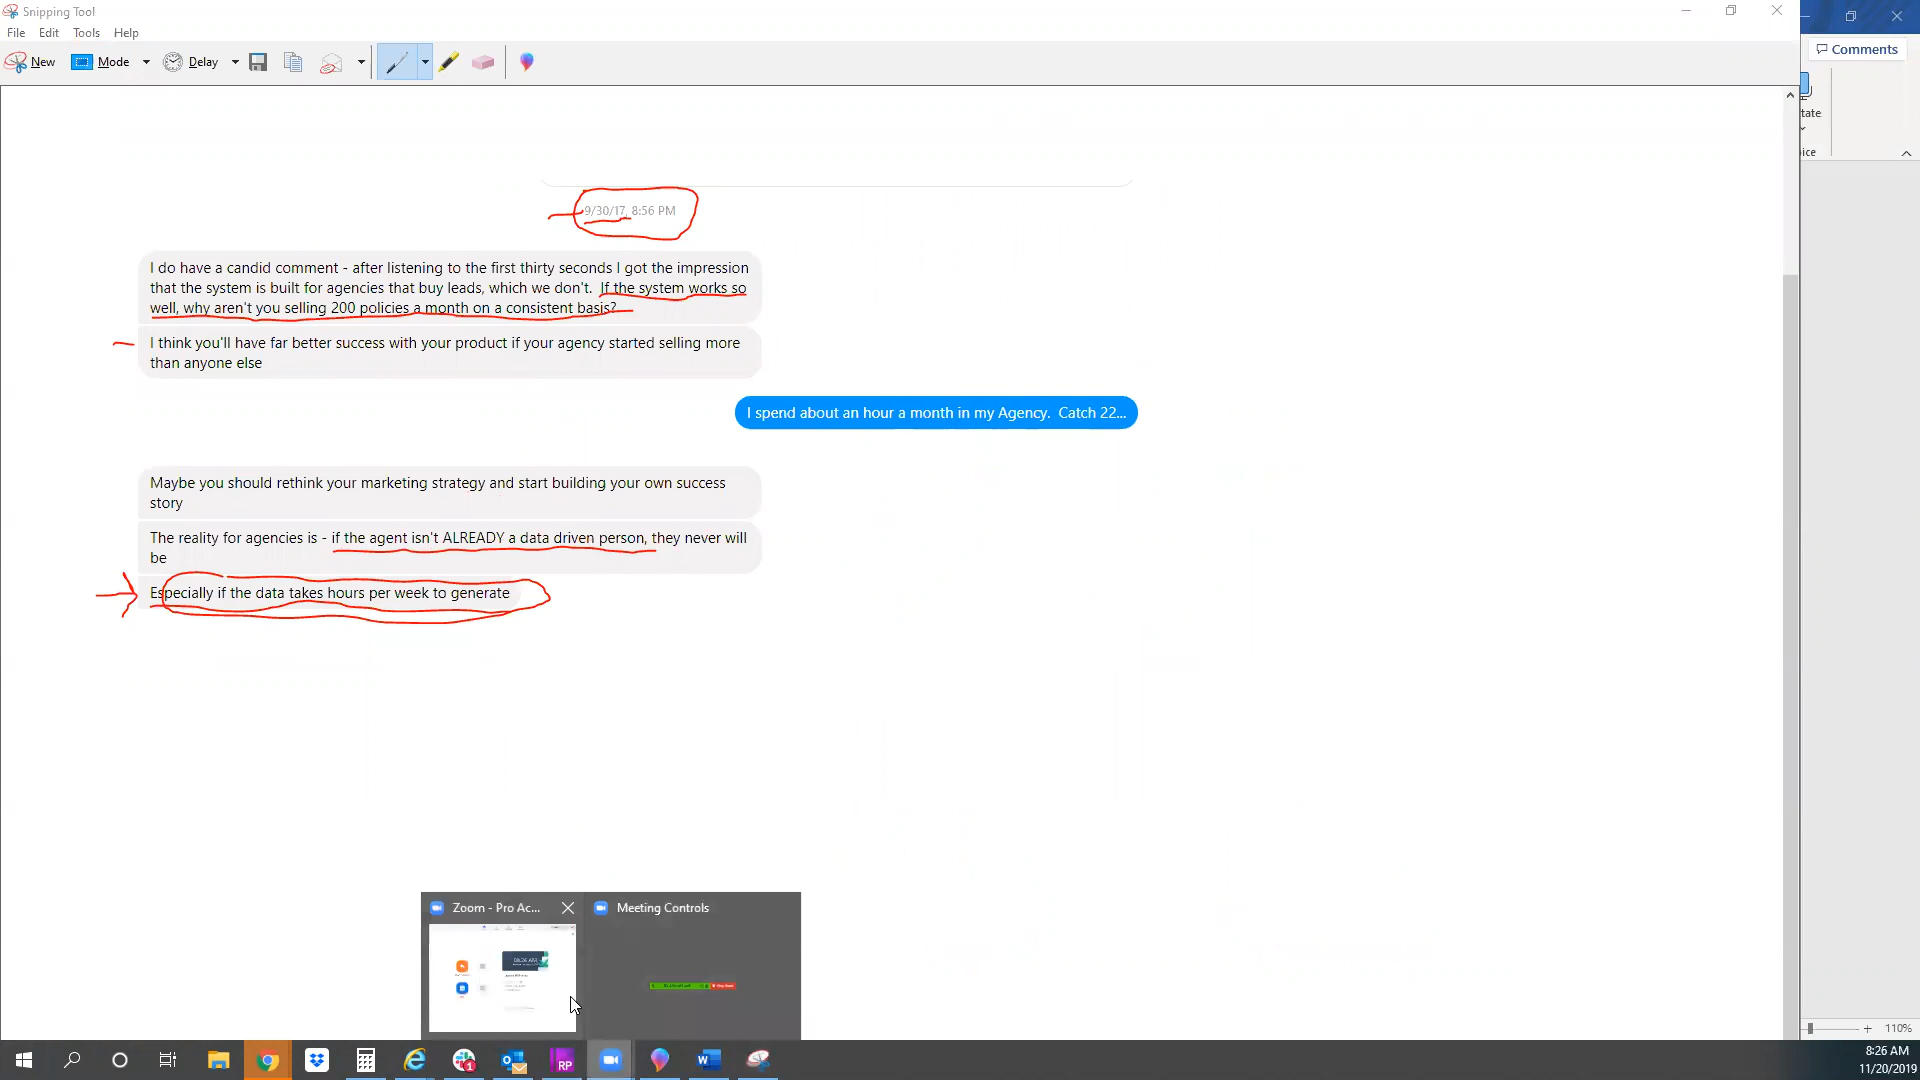 Snipping Tool
File Edit Tools Help
New Mode Delay
Comments
tate
ice
9/30/17, 8:56 PM
I do have a candid comment - after listening to the first thirty seconds I got the impression
that the system is built for agencies that buy leads, which we don't. If the system works so
well, why aren't you selling 200 policies a month on a consistent basis?
I think you'll have far better success with your product if your agency started selling more
than anyone else
I spend about an hour a month in my Agency. Catch 22...
Maybe you should rethink your marketing strategy and start building your own success
story
The reality for agencies is - if the agent isn't ALREADY a data driven person, they never will
be
Especially if the data takes hours per week to generate
Zoom - Pro Ac... Meeting Controls
110%
RP
8:26 AM
11/20/2019